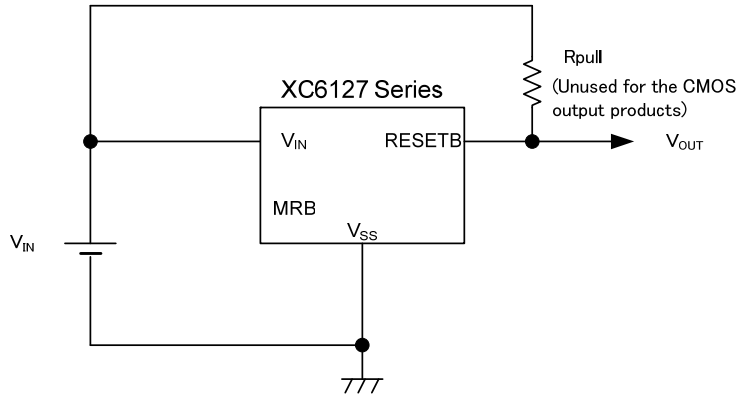 Rpull
(Unused for the CMOS
output products)
XC6127 Series
VIN
RESETB
VOUT
MRB
VSS
VIN